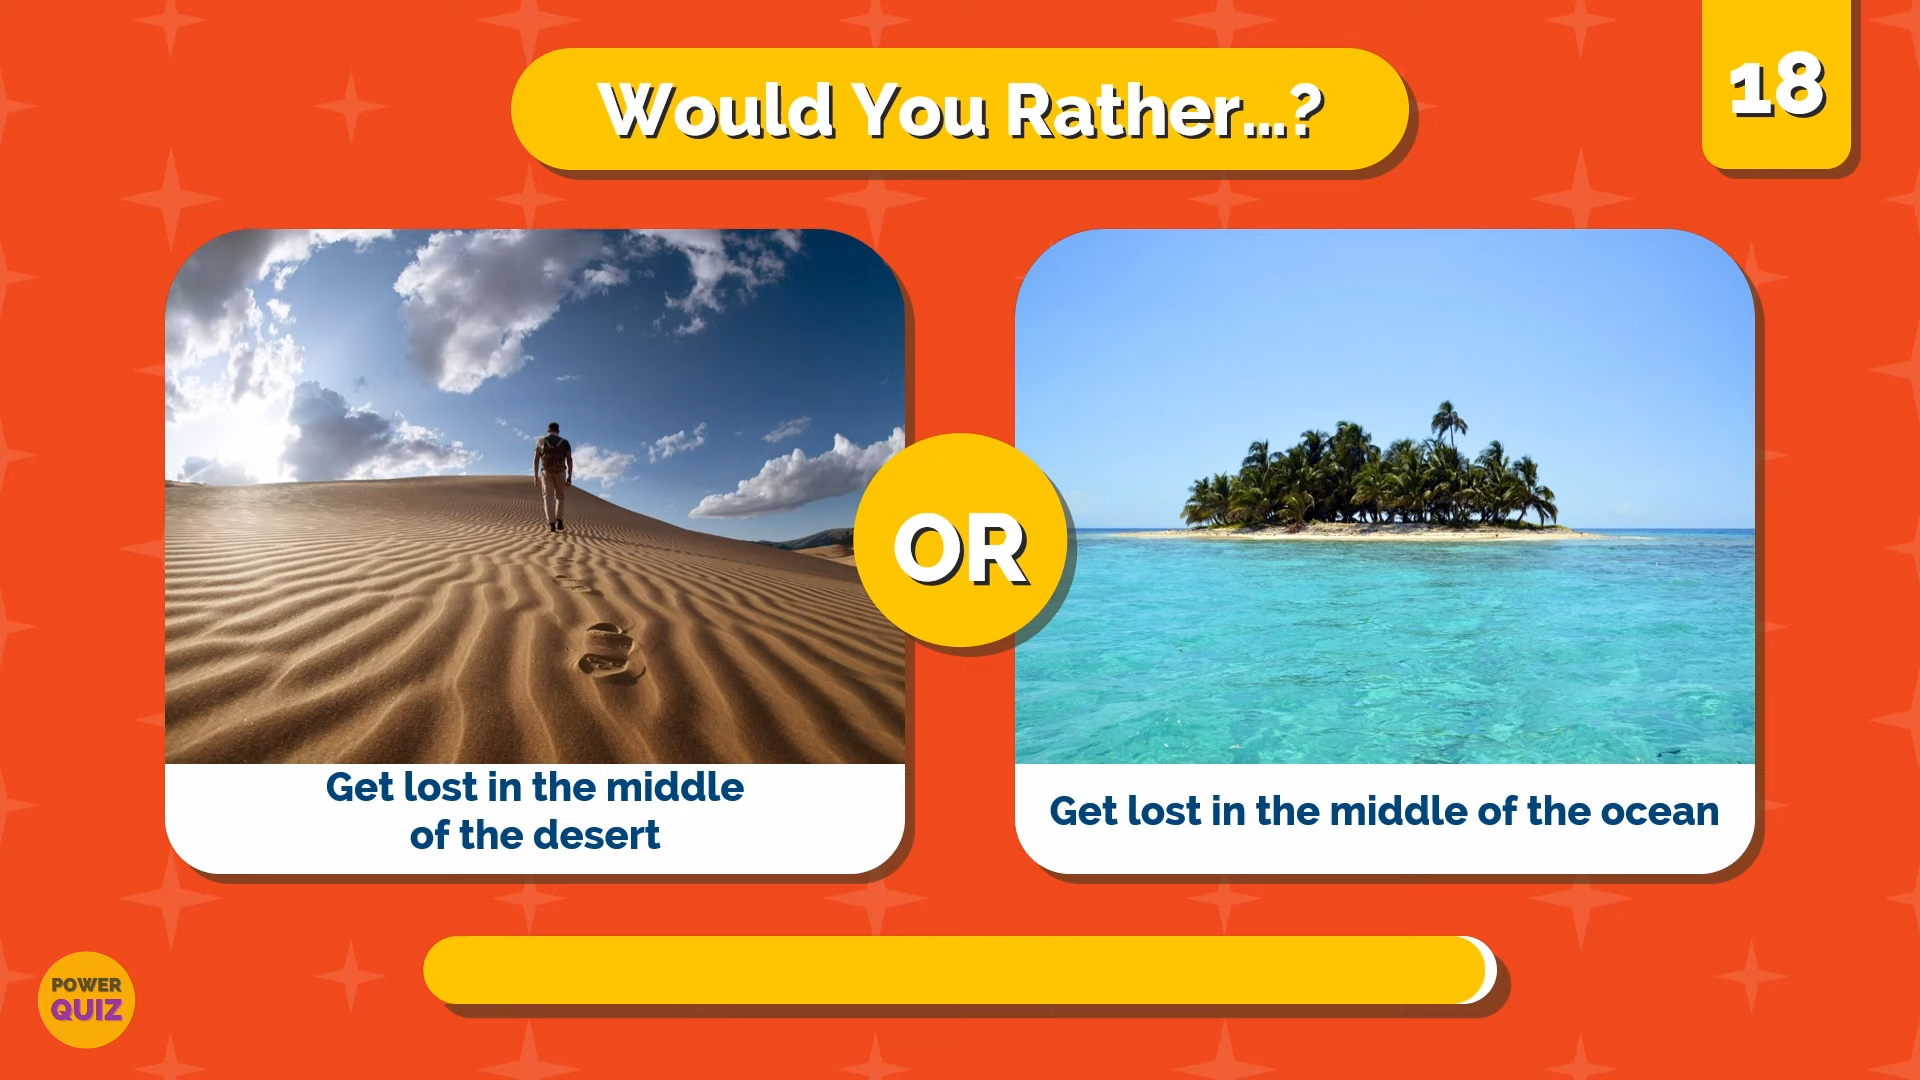 Would You Rather...?
18
OR
Get lost in the middle
of the desert
Get lost in the middle of the ocean
POWER
QUIZ